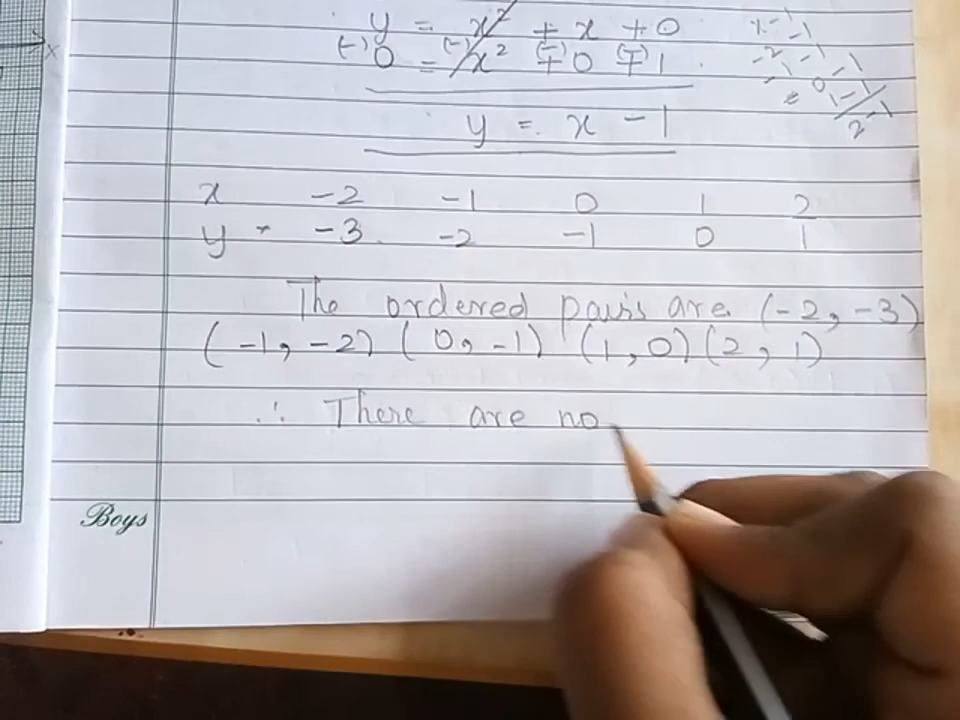 y = x² + x + 0
(-) 0 = (-) x² (-) + 0 (-) + 1
y = x - 1
x -2 -1 0 1 2
y -3 -2 -1 0 1
The ordered pairs are (-2, -3)
(-1, -2) (0, -1) (1, 0) (2, 1)
∴ There are no
Boys